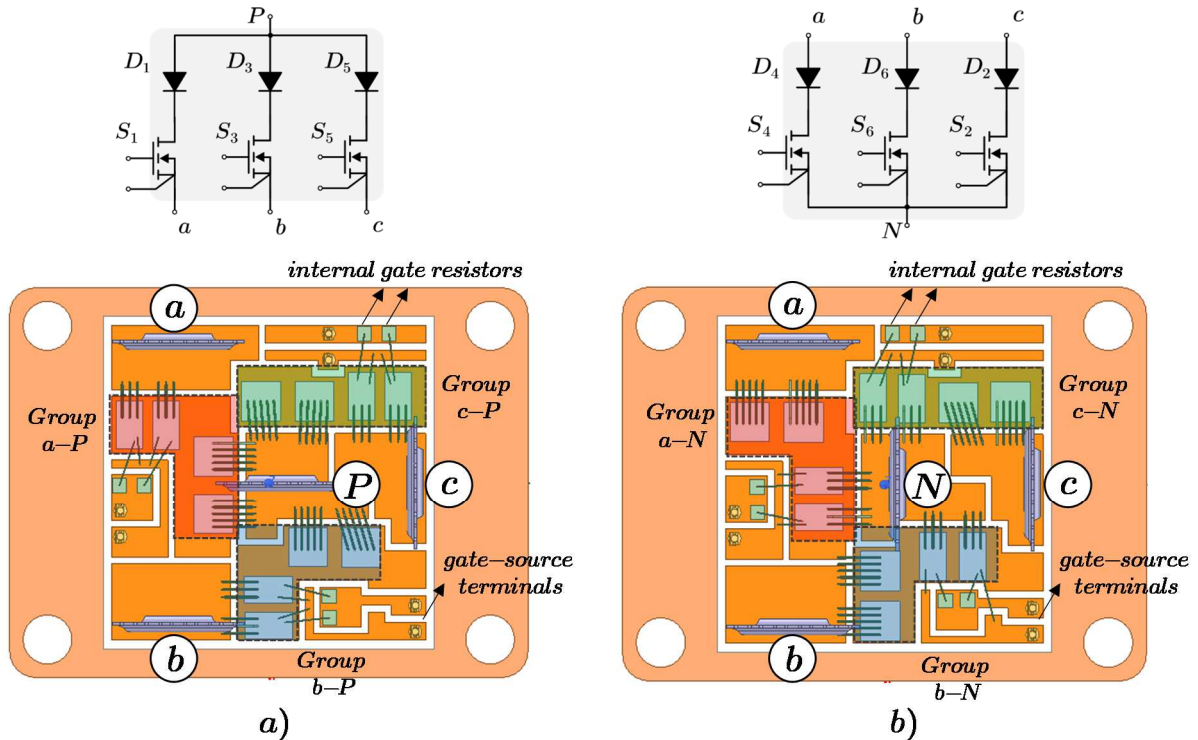 P
D1 D3 D5
S1 S3 S5
a b c
a b c
D4 D6 D2
S4 S6 S2
N
internal gate resistors
a
Group
a–P
Group
c–P
P
c
gate–source
terminals
b
Group
b–P
a)
internal gate resistors
a
Group
a–N
Group
c–N
N
c
gate–source
terminals
b
Group
b–N
b)